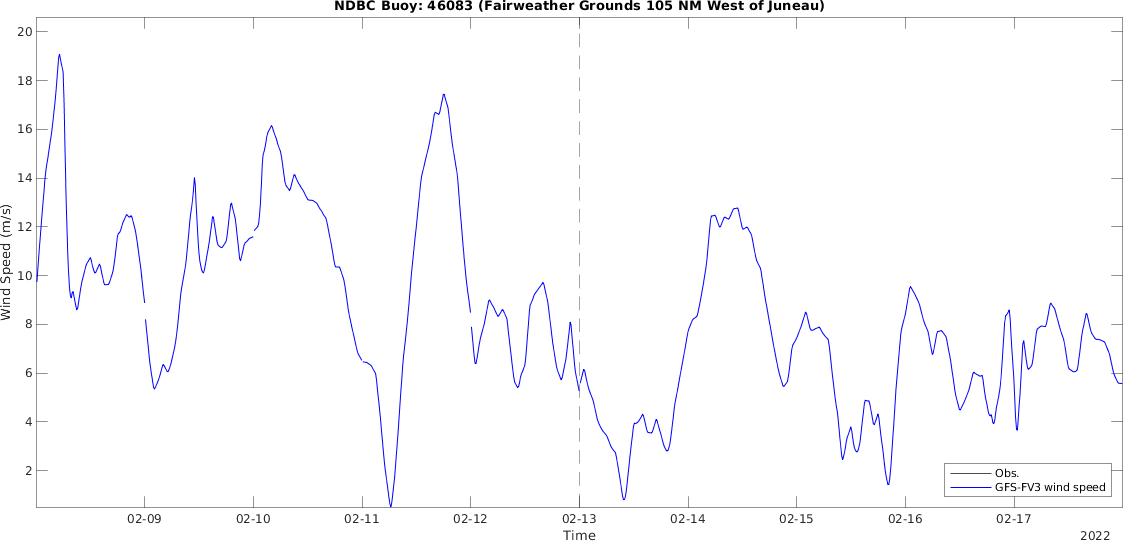 NDBC Buoy: 46083 (Fairweather Grounds 105 NM West of Juneau)
20
18
16
14
12
10
8
6
4
2
Wind Speed (m/s)
Obs.
GFS-FV3 wind speed
02-09 02-10 02-11 02-12 02-13 02-14 02-15 02-16 02-17
Time
2022